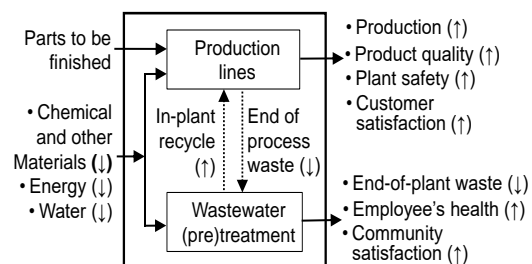 Parts to be
finished
• Chemical
and other
Materials (↓)
• Energy (↓)
• Water (↓)
Production
lines
In-plant
recycle
(↑)
End of
process
waste (↓)
Wastewater
(pre)treatment
• Production (↑)
• Product quality (↑)
• Plant safety (↑)
• Customer
satisfaction (↑)
• End-of-plant waste (↓)
• Employee's health (↑)
• Community
satisfaction (↑)